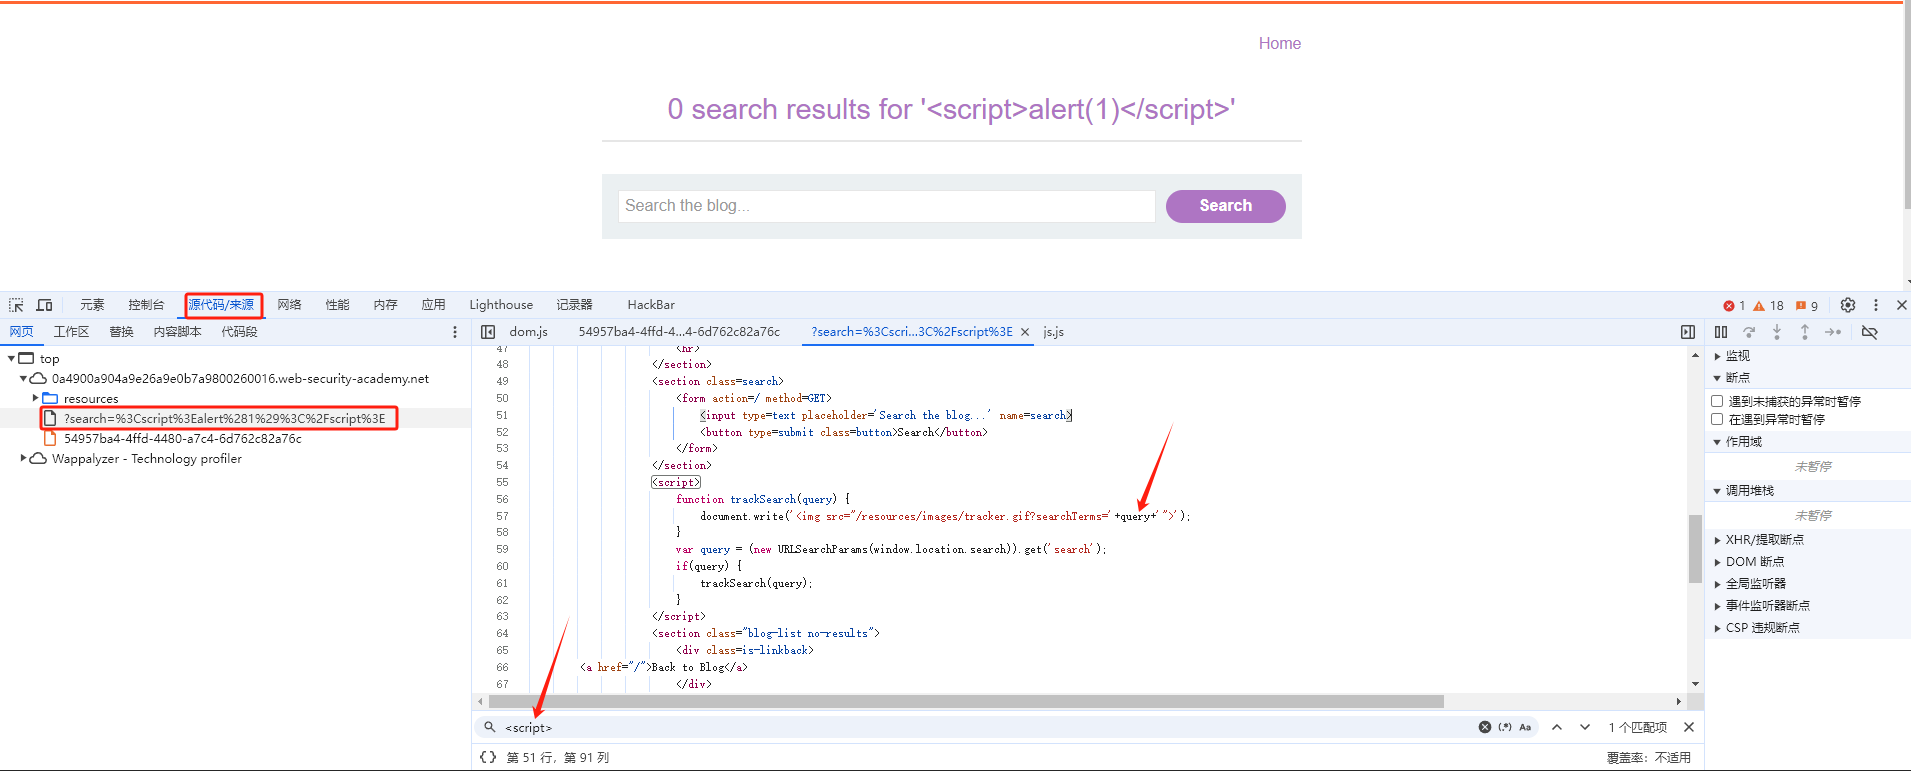 Home
0 search results for '<script>alert(1)</script>'
Search the blog...
Search
元素 控制台 源代码/来源 网络 性能 内存 应用 Lighthouse 记录器 HackBar 1 18 9
网页 工作区 替换 内容脚本 代码段
dom.js 54957ba4-4ffd-4...4-6d762c82a76c ?search=%3Cscri...3C%2Fscript%3E js.js
top
0a4900a904a9e26a9e0b7a9800260016.web-security-academy.net
resources
?search=%3Cscript%3Ealert%281%29%3C%2Fscript%3E
54957ba4-4ffd-4480-a7c4-6d762c82a76c
Wappalyzer - Technology profiler
47 <hr>
48 </section>
49 <section class=search>
50 <form action=/ method=GET>
51 <input type=text placeholder='Search the blog...' name=search>
52 <button type=submit class=button>Search</button>
53 </form>
54 </section>
55 <script>
56 function trackSearch(query) {
57 document.write('<img src="/resources/images/tracker.gif?searchTerms='+query+'">');
58 }
59 var query = (new URLSearchParams(window.location.search)).get('search');
60 if(query) {
61 trackSearch(query);
62 }
63 </script>
64 <section class="blog-list no-results">
65 <div class=is-linkback>
66 <a href="/">Back to Blog</a>
67 </div>
<script>
(.*) Aa 1 个匹配项
{} 第 51 行，第 91 列
覆盖率：不适用
监视
断点
遇到未捕获的异常时暂停
在遇到异常时暂停
作用域
未暂停
调用堆栈
未暂停
XHR/提取断点
DOM 断点
全局监听器
事件监听器断点
CSP 违规断点